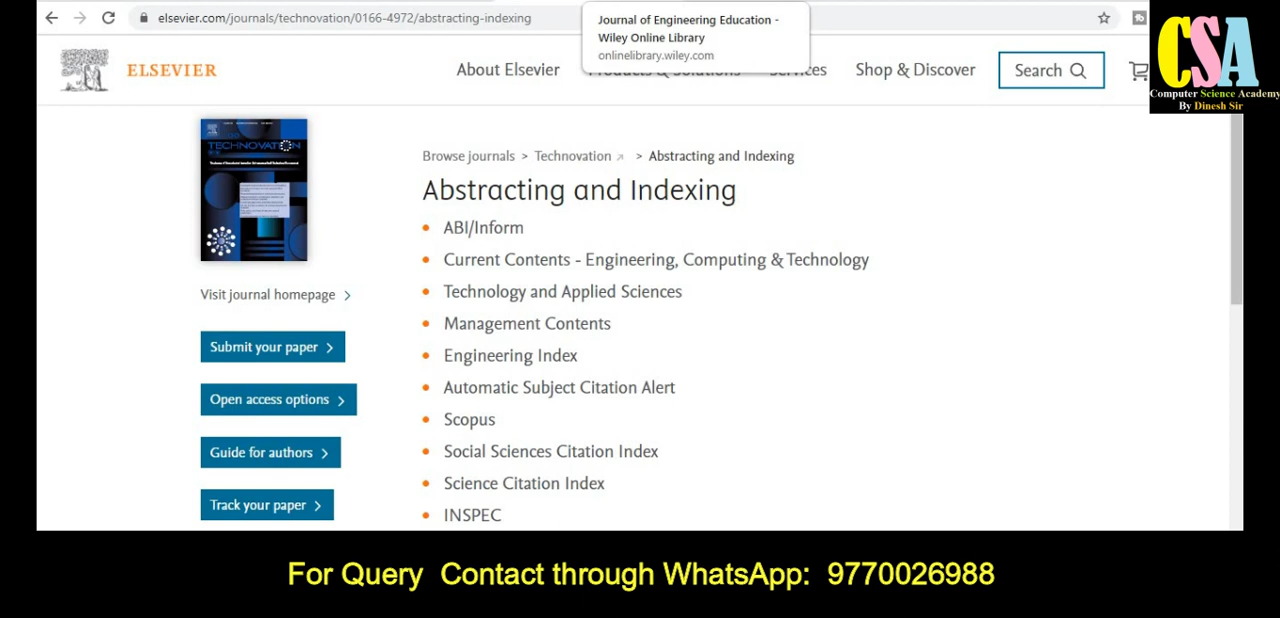 elsevier.com/journals/technovation/0166-4972/abstracting-indexing
Journal of Engineering Education -
Wiley Online Library
onlinelibrary.wiley.com
CSA
Computer Science Academy
By Dinesh Sir
ELSEVIER
About Elsevier
Products & Solutions
Services
Shop & Discover
Search
TECHNOVATION
Browse journals > Technovation > Abstracting and Indexing
Abstracting and Indexing
ABI/Inform
Current Contents - Engineering, Computing & Technology
Technology and Applied Sciences
Management Contents
Engineering Index
Automatic Subject Citation Alert
Scopus
Social Sciences Citation Index
Science Citation Index
INSPEC
Visit journal homepage
Submit your paper
Open access options
Guide for authors
Track your paper
For Query Contact through WhatsApp: 9770026988